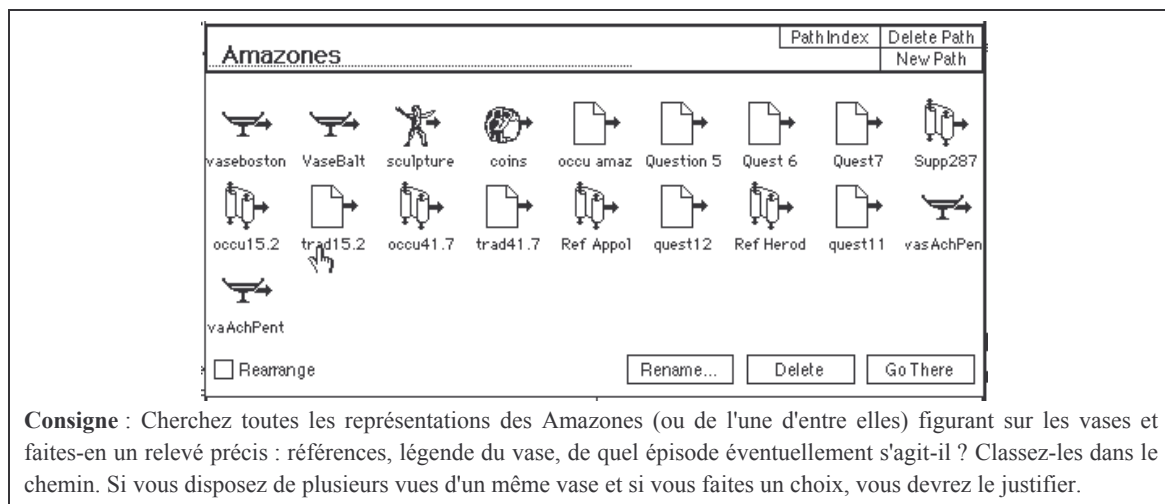 Amazones
PathIndex
Delete Path
New Path
vaseboston VaseBalt sculpture coins occu amaz Question 5 Quest 6 Quest7 Supp287
occu15.2 trad15.2 occu41.7 trad41.7 Ref Appol quest12 Ref Herod quest11 vasAchPen
vaAchPent
Rearrange
Rename...
Delete
Go There
Consigne : Cherchez toutes les représentations des Amazones (ou de l'une d'entre elles) figurant sur les vases et
faites-en un relevé précis : références, légende du vase, de quel épisode éventuellement s'agit-il ? Classez-les dans le
chemin. Si vous disposez de plusieurs vues d'un même vase et si vous faites un choix, vous devrez le justifier.